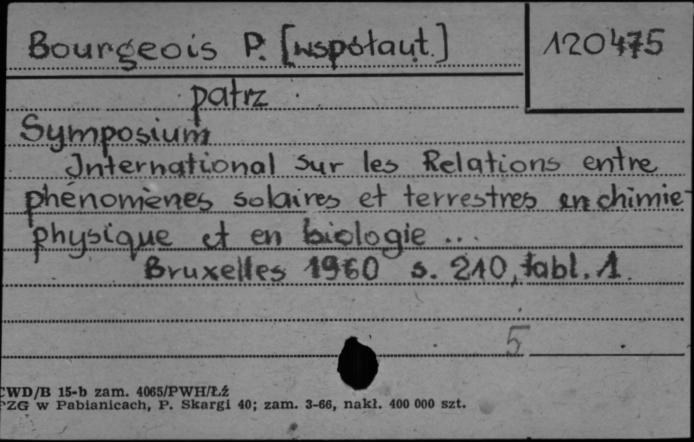 Bourgeois P. [współaut.]
120475
patrz
Symposium
International sur les Relations entre
phénomènes solaires et terrestres en chimie-
physique et en biologie ...
Bruxelles 1960 s. 210, tabl. 1
5
CWD/B 15-b zam. 4065/PWH/Łż
PZG w Pabianicach, P. Skargi 40; zam. 3-66, nakł. 400 000 szt.